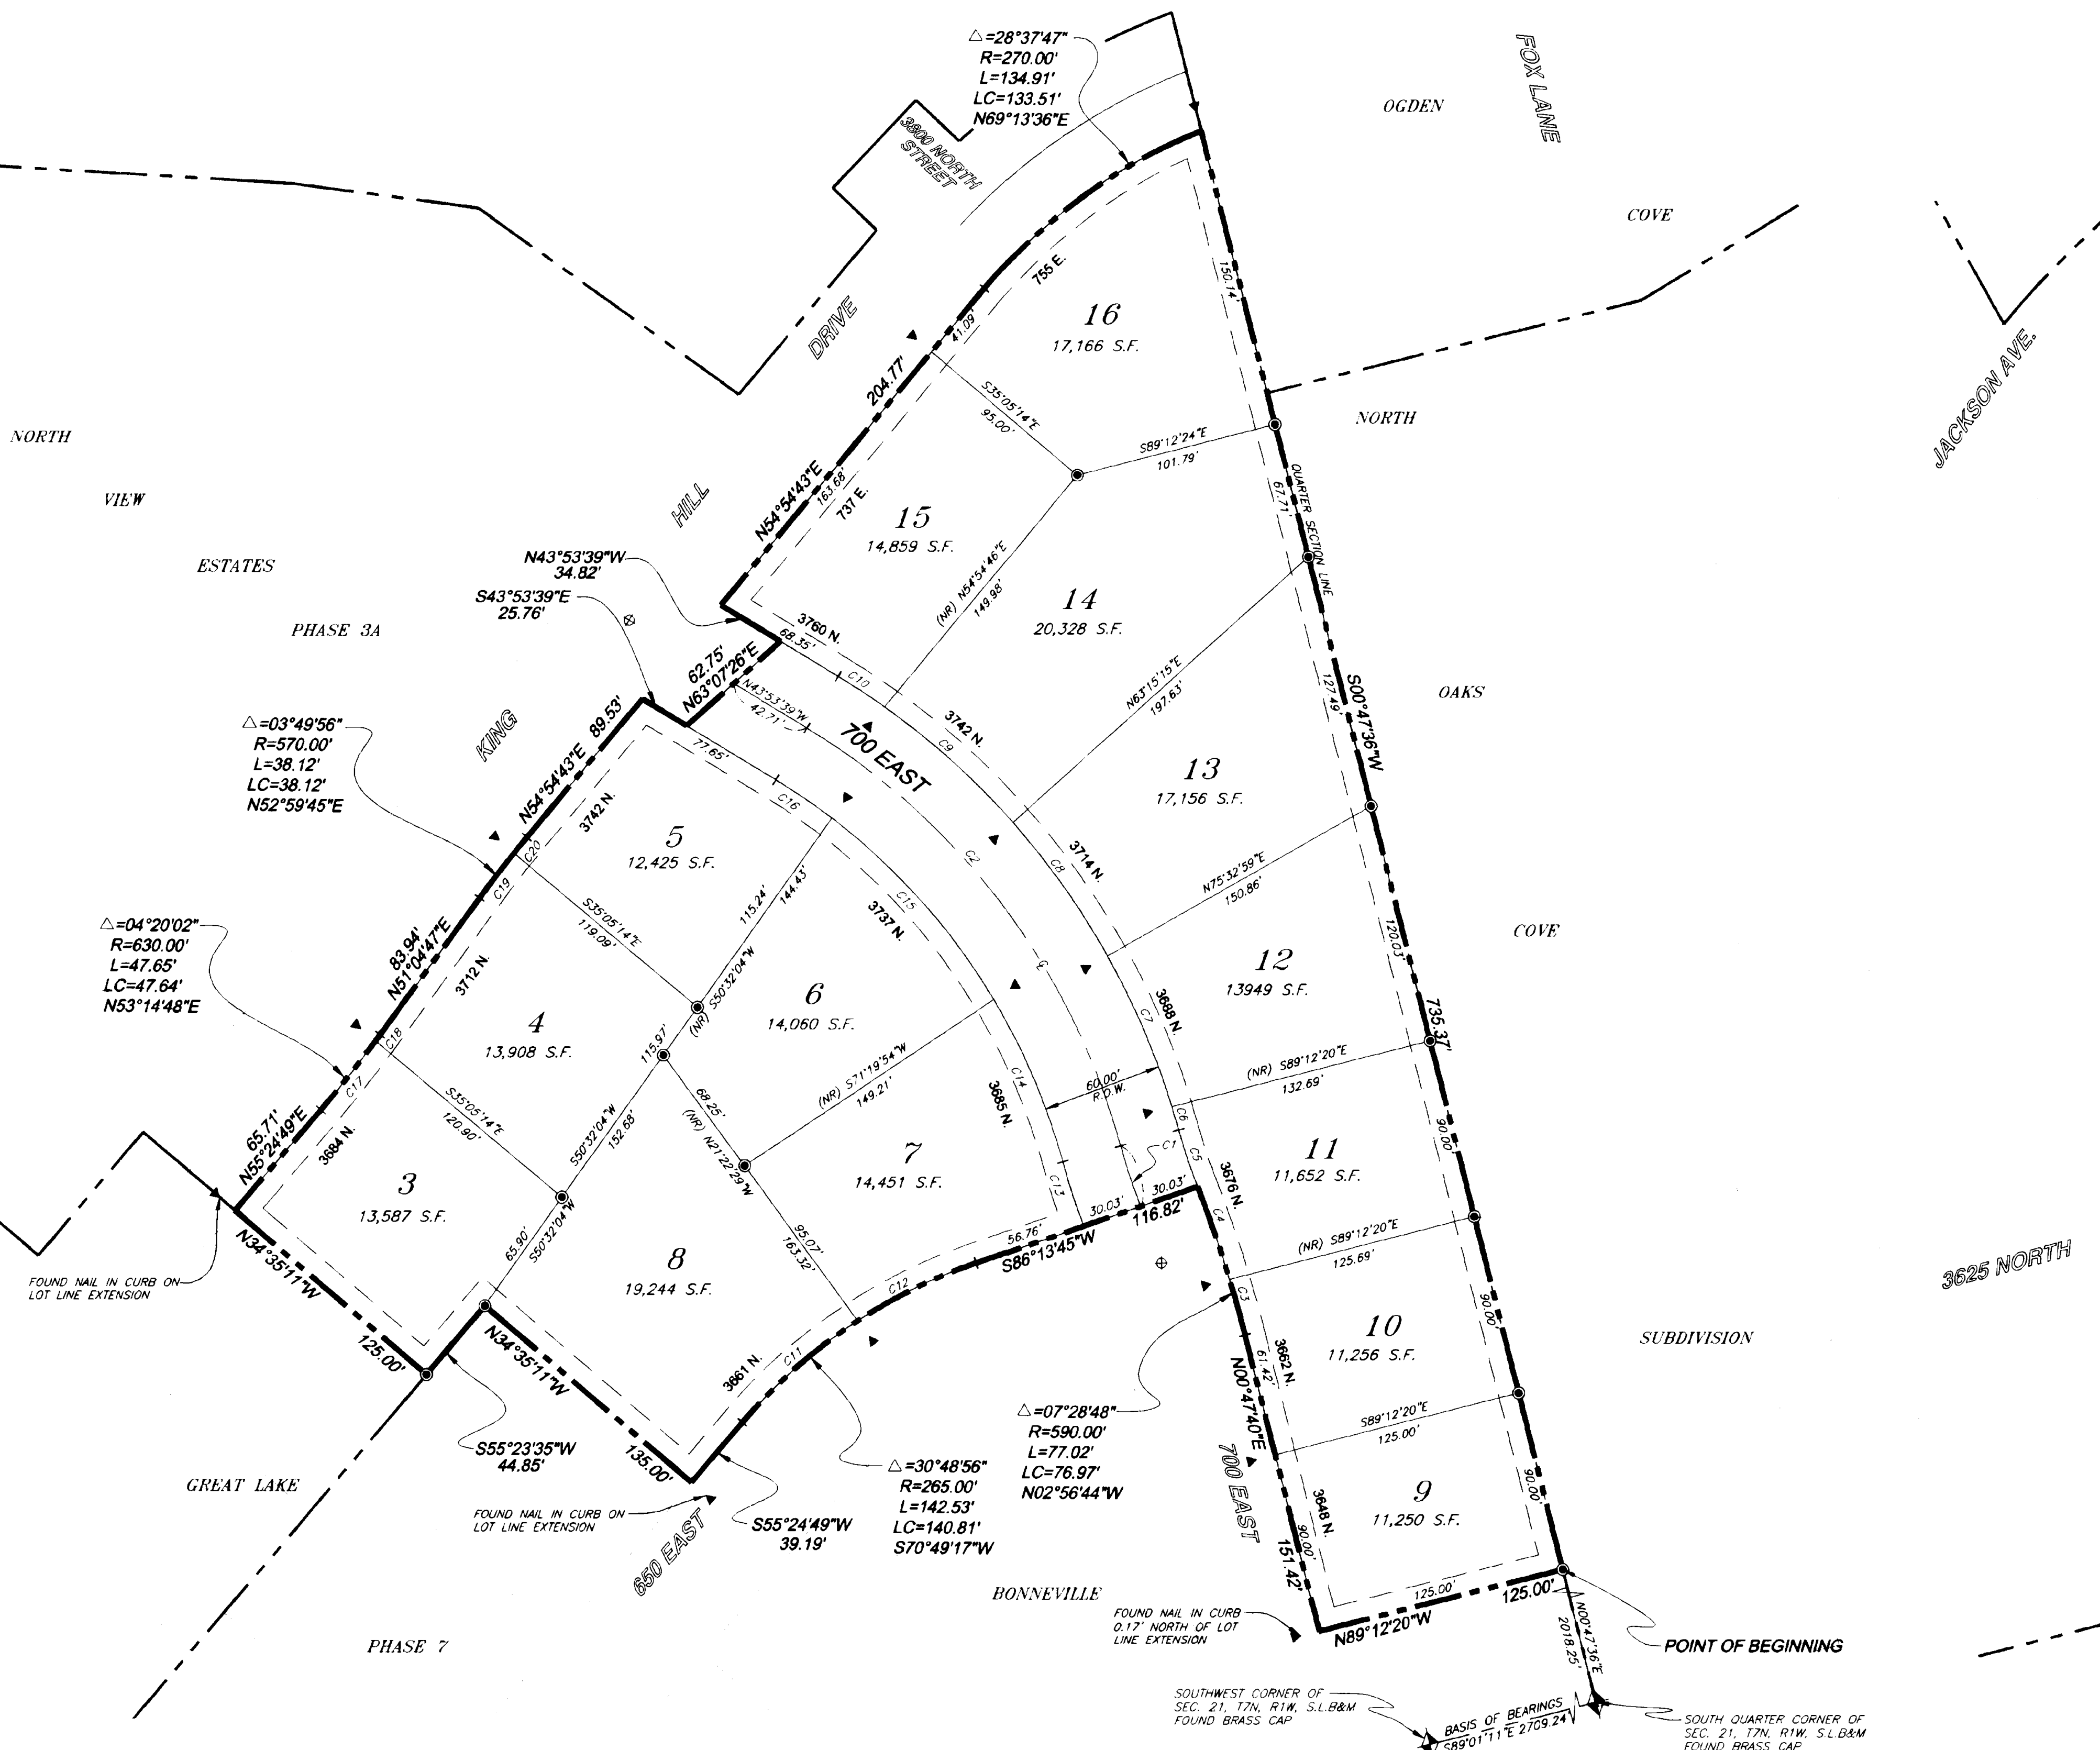 △=28°37'47"
R=270.00'
L=134.91'
LC=133.51'
N69°13'36"E
3800 NORTH
STREET
FOX LANE
OGDEN
COVE
DRIVE
755 E.
150.14'
16
17,166 S.F.
41.09'
204.77'
S35°05'14"E
95.00'
S89°12'24"E
101.79'
NORTH
JACKSON AVE.
NORTH
VIEW
ESTATES
PHASE 3A
HILL
N54°54'43"E
163.68'
737 E.
15
14,859 S.F.
QUARTER SECTION LINE
67.71'
N43°53'39"W
34.82'
S43°53'39"E
25.76'
(NR) N54°54'46"E
149.98'
14
20,328 S.F.
3760 N.
68.35'
62.75'
N63°07'26"E
C10
N43°53'39"W
42.71'
N63°15'15"E
197.63'
127.49'
S00°47'36"W
OAKS
KING
89.53'
N54°54'43"E
△=03°49'56"
R=570.00'
L=38.12'
LC=38.12'
N52°59'45"E
77.65'
700 EAST
C9
3742 N.
13
17,156 S.F.
C16
3742 N.
C20
C19
5
12,425 S.F.
C2
C8
3714 N.
N75°32'59"E
150.86'
115.24'
144.43'
C15
3737 N.
△=04°20'02"
R=630.00'
L=47.65'
LC=47.64'
N53°14'48"E
83.94'
N51°04'47"E
3712 N.
S35°05'14"E
119.09'
(NR) S50°32'04"W
120.03'
COVE
12
13949 S.F.
6
14,060 S.F.
C7
3688 N.
4
13,908 S.F.
C18
115.97'
735.37'
(NR) S89°12'20"E
132.69'
(NR) S71°19'54"W
149.21'
60.00'
R.O.W.
C14
3685 N.
C17
65.71'
N55°24'49"E
3684 N.
S35°05'14"E
120.90'
S50°32'04"W
152.68'
68.25'
(NR) N21°22'29"W
C6
C1
C5
90.00'
11
11,652 S.F.
7
14,451 S.F.
3
13,587 S.F.
C13
30.03'
30.03'
116.82'
3676 N.
C4
56.76'
S86°13'45"W
(NR) S89°12'20"E
125.69'
65.90'
S50°32'04"W
95.07'
163.32'
N34°35'11"W
125.00'
FOUND NAIL IN CURB ON
LOT LINE EXTENSION
8
19,244 S.F.
C12
C3
90.00'
3625 NORTH
10
11,256 S.F.
SUBDIVISION
N34°35'11"W
135.00'
3661 N.
C11
3662 N.
61.42'
N00°47'40"E
△=07°28'48"
R=590.00'
L=77.02'
LC=76.97'
N02°56'44"W
S89°12'20"E
125.00'
S55°23'35"W
44.85'
GREAT LAKE
△=30°48'56"
R=265.00'
L=142.53'
LC=140.81'
S70°49'17"W
700 EAST
3648 N.
90.00'
151.42'
9
11,250 S.F.
90.00'
FOUND NAIL IN CURB ON
LOT LINE EXTENSION
S55°24'49"W
39.19'
650 EAST
BONNEVILLE
FOUND NAIL IN CURB
0.17' NORTH OF LOT
LINE EXTENSION
125.00'
N89°12'20"W
125.00'
N00°47'36"E
2018.25'
POINT OF BEGINNING
PHASE 7
SOUTHWEST CORNER OF
SEC. 21, T7N, R1W, S.L.B&M
FOUND BRASS CAP
BASIS OF BEARINGS
S89°01'11"E 2709.24'
SOUTH QUARTER CORNER OF
SEC. 21, T7N, R1W, S.L.B&M
FOUND BRASS CAP